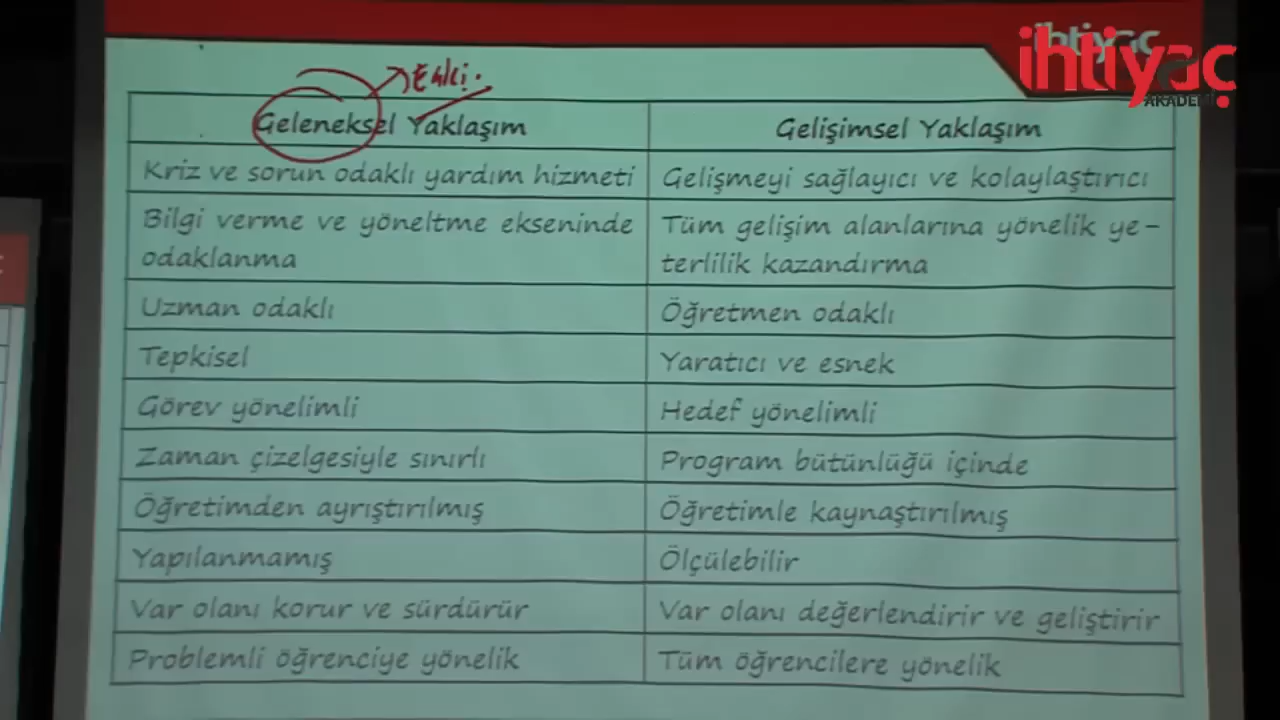 ihtiyaç
AKADEMİ
Geleneksel Yaklaşım
Gelişimsel Yaklaşım
Kriz ve sorun odaklı yardım hizmeti
Gelişmeyi sağlayıcı ve kolaylaştırıcı
Bilgi verme ve yöneltme ekseninde
odaklanma
Tüm gelişim alanlarına yönelik ye-
terlilik kazandırma
Uzman odaklı
Öğretmen odaklı
Tepkisel
Yaratıcı ve esnek
Görev yönelimli
Hedef yönelimli
Zaman çizelgesiyle sınırlı
Program bütünlüğü içinde
Öğretimden ayrıştırılmış
Öğretimle kaynaştırılmış
Yapılanmamış
Ölçülebilir
Var olanı korur ve sürdürür
Var olanı değerlendirir ve geliştirir
Problemli öğrenciye yönelik
Tüm öğrencilere yönelik